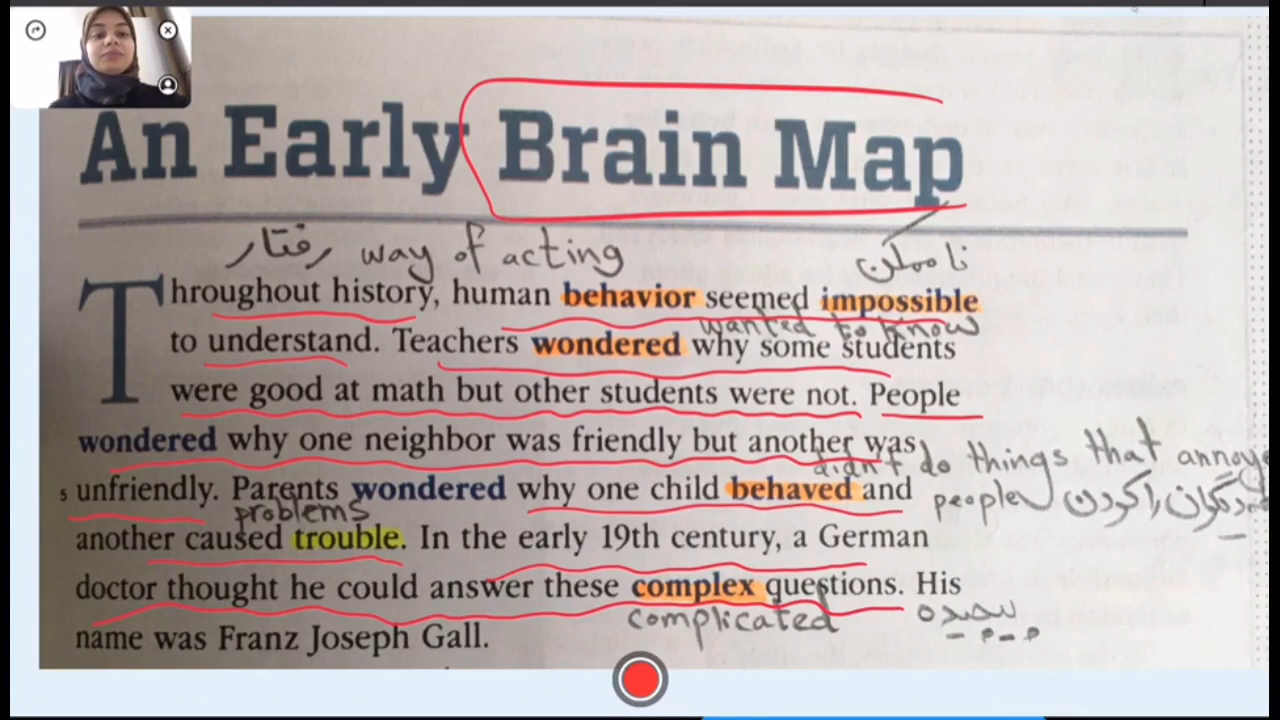 An Early Brain Map
رفتار way of acting
ناممکن
Throughout history, human behavior seemed impossible
wanted to know
to understand. Teachers wondered why some students
were good at math but other students were not. People
wondered why one neighbor was friendly but another was
didn't do things that annoye
5 unfriendly. Parents wondered why one child behaved and
people
problems
another caused trouble. In the early 19th century, a German
doctor thought he could answer these complex questions. His
complicated پیچیده
name was Franz Joseph Gall.